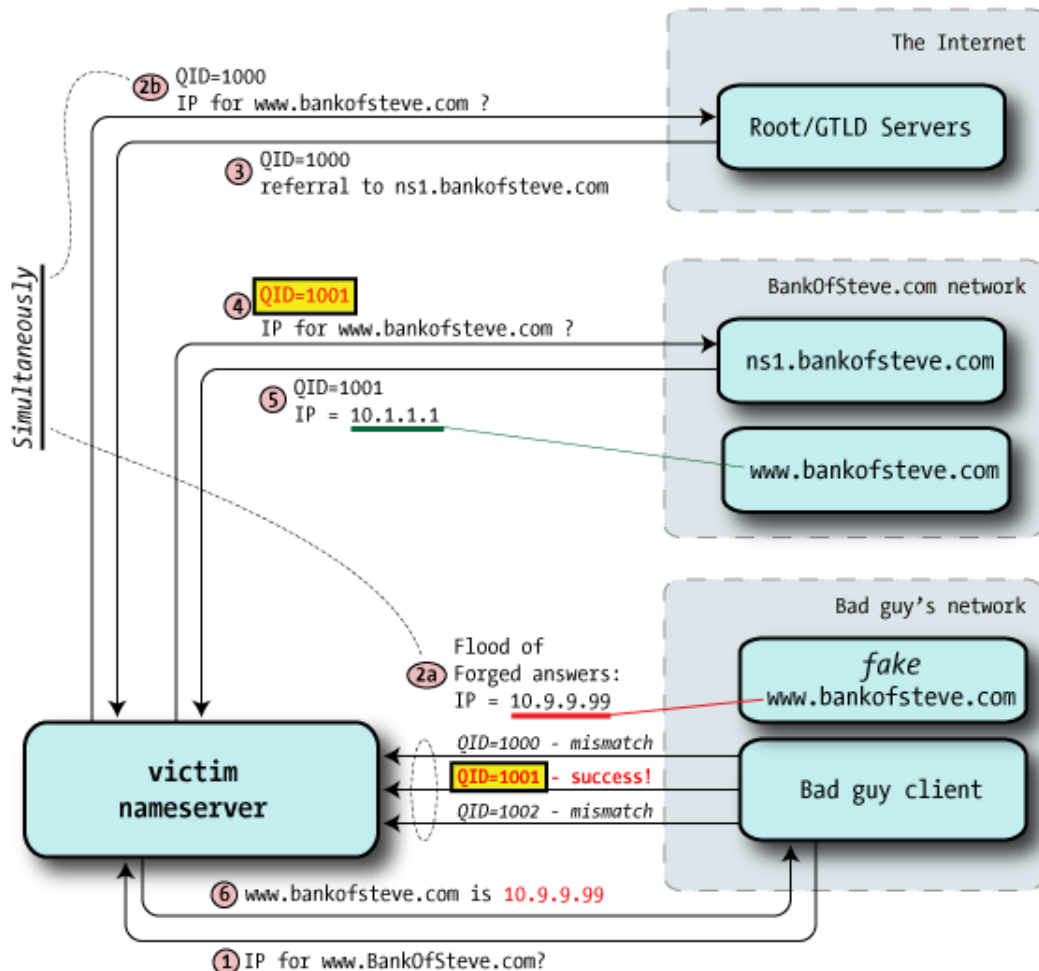 The Internet
2b QID=1000
IP for www.bankofsteve.com ?
Root/GTLD Servers
3 QID=1000
referral to ns1.bankofsteve.com
Simultaneously
BankOfSteve.com network
4 QID=1001
IP for www.bankofsteve.com ?
ns1.bankofsteve.com
5 QID=1001
IP = 10.1.1.1
www.bankofsteve.com
Bad guy's network
2a Flood of
Forged answers:
IP = 10.9.9.99
fake
www.bankofsteve.com
victim
nameserver
QID=1000 - mismatch
QID=1001 - success!
QID=1002 - mismatch
Bad guy client
6 www.bankofsteve.com is 10.9.9.99
1 IP for www.BankOfSteve.com?